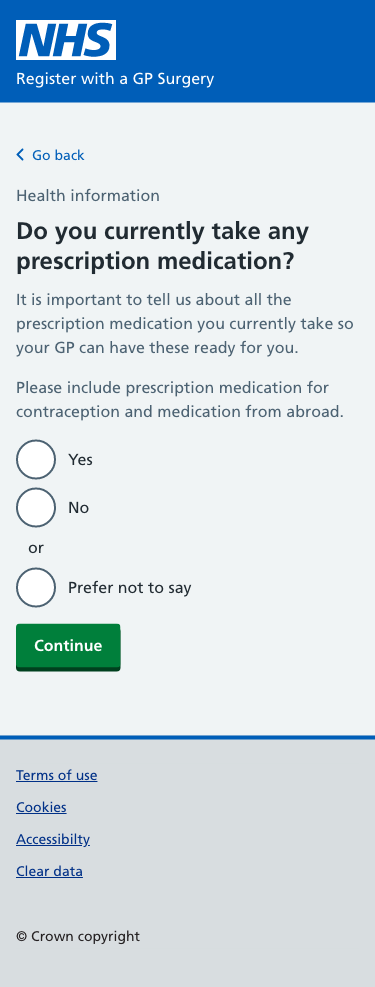 NHS
Register with a GP Surgery
Go back
Health information
Do you currently take any
prescription medication?
It is important to tell us about all the
prescription medication you currently take so
your GP can have these ready for you.
Please include prescription medication for
contraception and medication from abroad.
Yes
No
or
Prefer not to say
Continue
Terms of use
Cookies
Accessibilty
Clear data
© Crown copyright